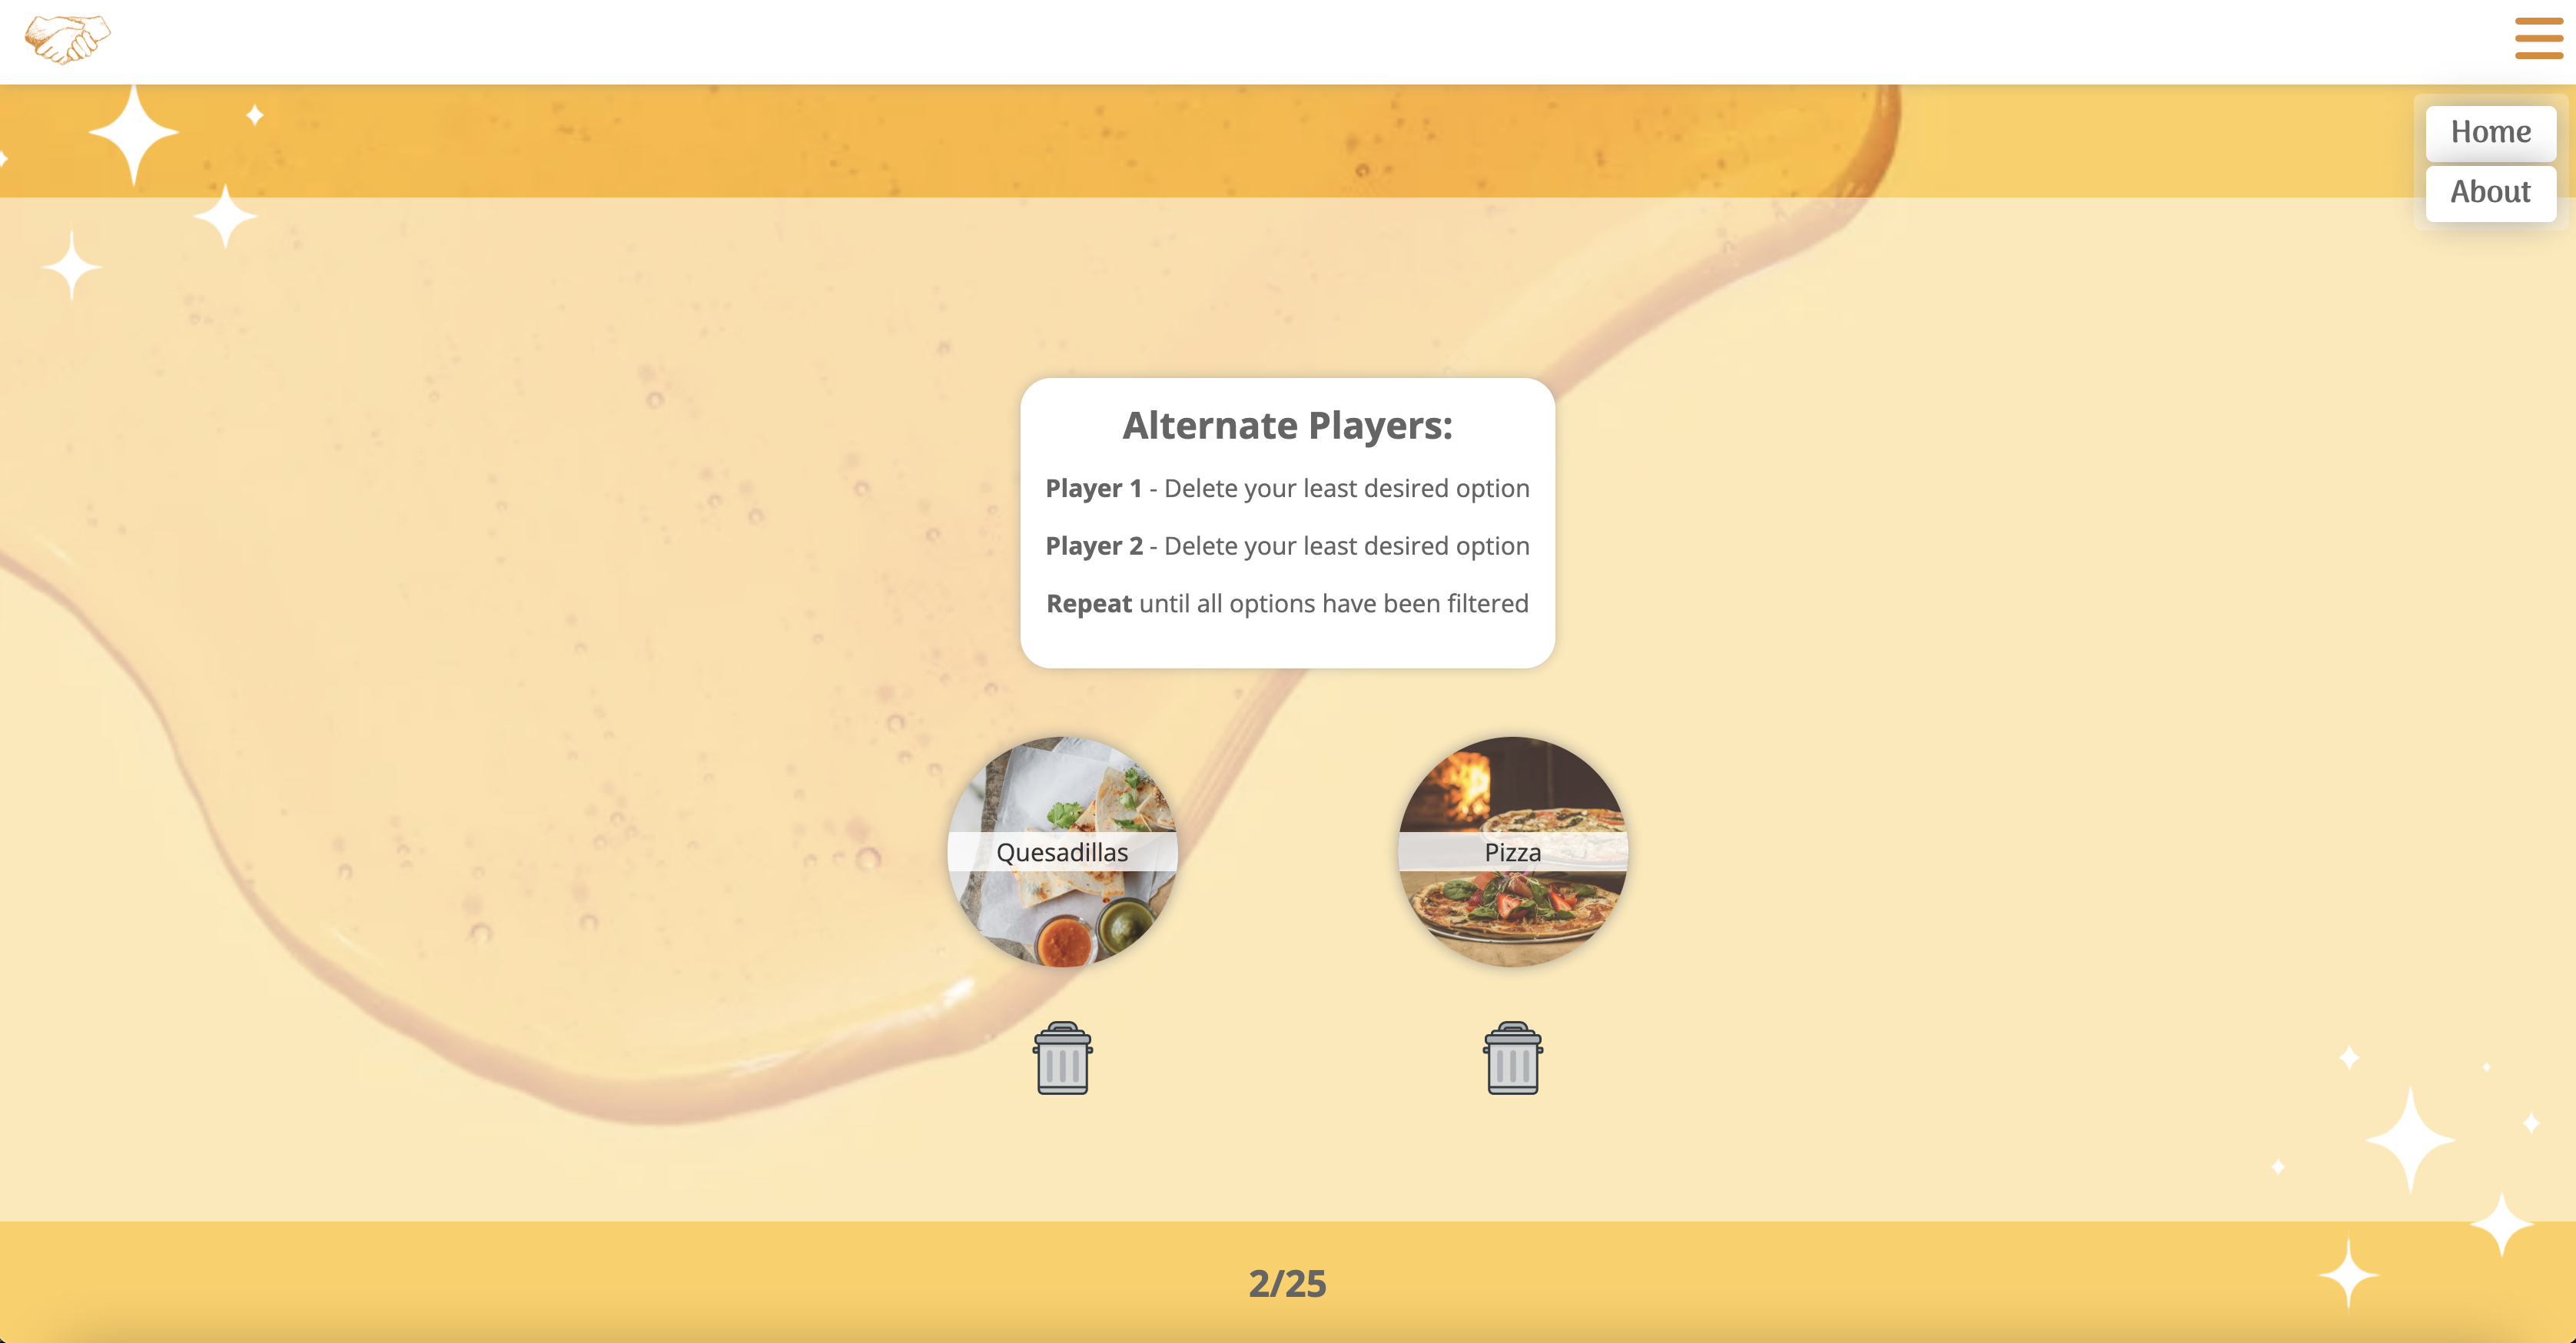 Home
About
Alternate Players:
Player 1 - Delete your least desired option
Player 2 - Delete your least desired option
Repeat until all options have been filtered
Quesadillas
Pizza
2/25